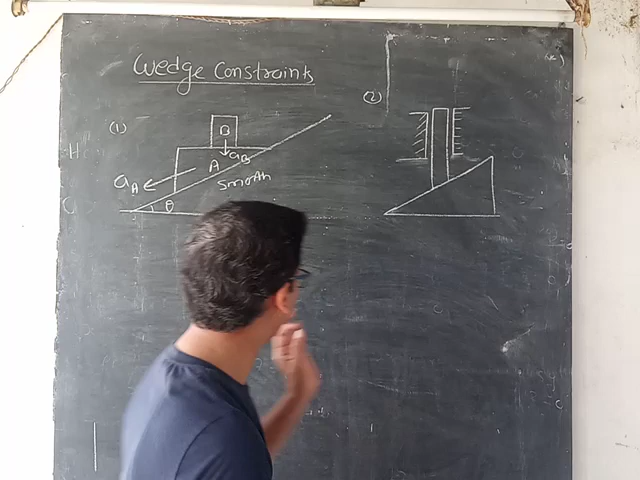 Wedge Constraints
(1)
(2)
B
A
aB
aA
smooth
θ